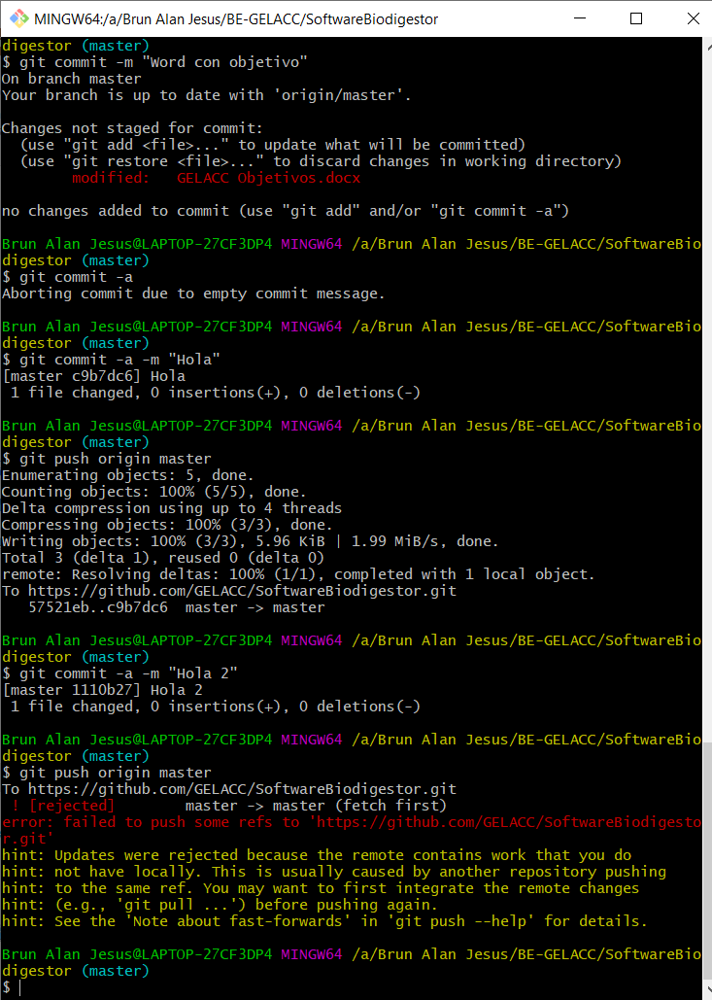 MINGW64:/a/Brun Alan Jesus/BE-GELACC/SoftwareBiodigestor
digestor (master)
$ git commit -m "Word con objetivo"
On branch master
Your branch is up to date with 'origin/master'.
Changes not staged for commit:
  (use "git add <file>..." to update what will be committed)
  (use "git restore <file>..." to discard changes in working directory)
        modified:   GELACC Objetivos.docx
no changes added to commit (use "git add" and/or "git commit -a")
Brun Alan Jesus@LAPTOP-27CF3DP4 MINGW64 /a/Brun Alan Jesus/BE-GELACC/SoftwareBio
digestor (master)
$ git commit -a
Aborting commit due to empty commit message.
Brun Alan Jesus@LAPTOP-27CF3DP4 MINGW64 /a/Brun Alan Jesus/BE-GELACC/SoftwareBio
digestor (master)
$ git commit -a -m "Hola"
[master c9b7dc6] Hola
 1 file changed, 0 insertions(+), 0 deletions(-)
Brun Alan Jesus@LAPTOP-27CF3DP4 MINGW64 /a/Brun Alan Jesus/BE-GELACC/SoftwareBio
digestor (master)
$ git push origin master
Enumerating objects: 5, done.
Counting objects: 100% (5/5), done.
Delta compression using up to 4 threads
Compressing objects: 100% (3/3), done.
Writing objects: 100% (3/3), 5.96 KiB | 1.99 MiB/s, done.
Total 3 (delta 1), reused 0 (delta 0)
remote: Resolving deltas: 100% (1/1), completed with 1 local object.
To https://github.com/GELACC/SoftwareBiodigestor.git
   57521eb..c9b7dc6  master -> master
Brun Alan Jesus@LAPTOP-27CF3DP4 MINGW64 /a/Brun Alan Jesus/BE-GELACC/SoftwareBio
digestor (master)
$ git commit -a -m "Hola 2"
[master 1110b27] Hola 2
 1 file changed, 0 insertions(+), 0 deletions(-)
Brun Alan Jesus@LAPTOP-27CF3DP4 MINGW64 /a/Brun Alan Jesus/BE-GELACC/SoftwareBio
digestor (master)
$ git push origin master
To https://github.com/GELACC/SoftwareBiodigestor.git
 ! [rejected]        master -> master (fetch first)
error: failed to push some refs to 'https://github.com/GELACC/SoftwareBiodigesto
r.git'
hint: Updates were rejected because the remote contains work that you do
hint: not have locally. This is usually caused by another repository pushing
hint: to the same ref. You may want to first integrate the remote changes
hint: (e.g., 'git pull ...') before pushing again.
hint: See the 'Note about fast-forwards' in 'git push --help' for details.
Brun Alan Jesus@LAPTOP-27CF3DP4 MINGW64 /a/Brun Alan Jesus/BE-GELACC/SoftwareBio
digestor (master)
$